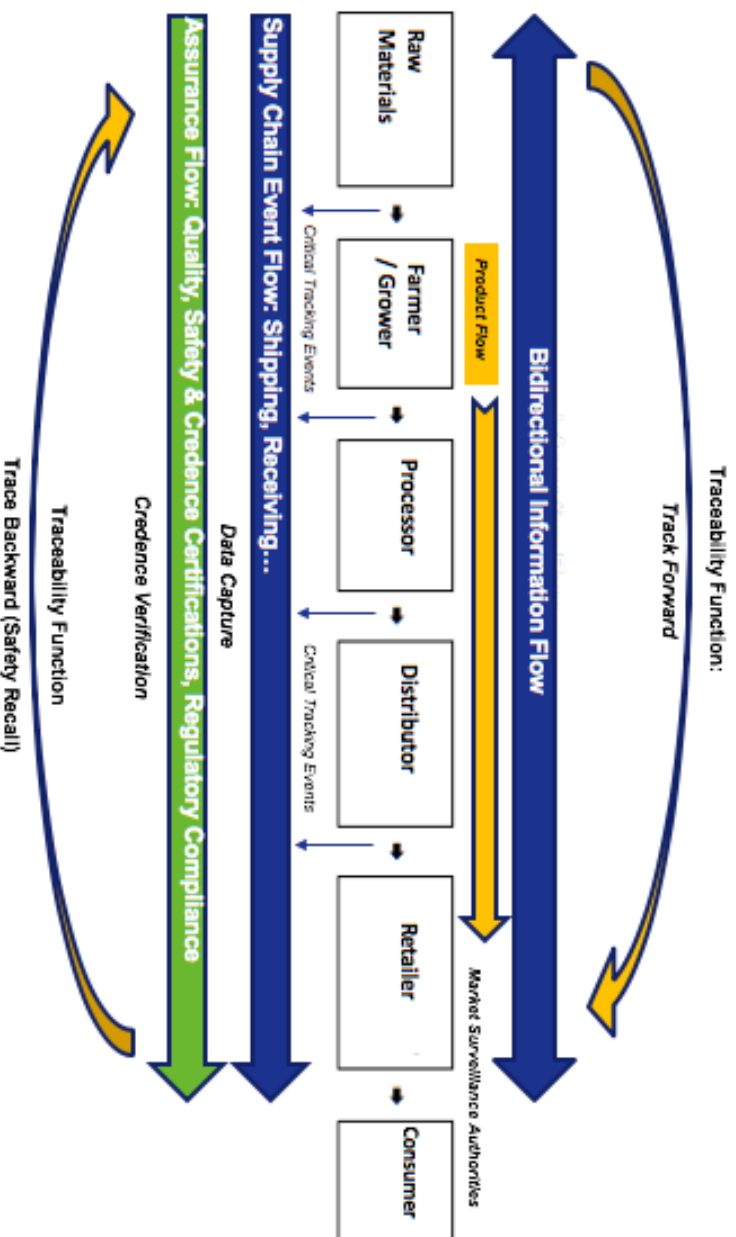 Traceability Function:
Track Forward
Bidirectional Information Flow
Product Flow
Market Surveillance Authorities
Raw
Materials
Farmer
/ Grower
Processor
Distributor
Retailer
Consumer
Critical Tracking Events
Critical Tracking Events
Supply Chain Event Flow: Shipping, Receiving...
Data Capture
Assurance Flow: Quality, Safety & Credence Certifications, Regulatory Compliance
Credence Verification
Traceability Function
Trace Backward (Safety Recall)